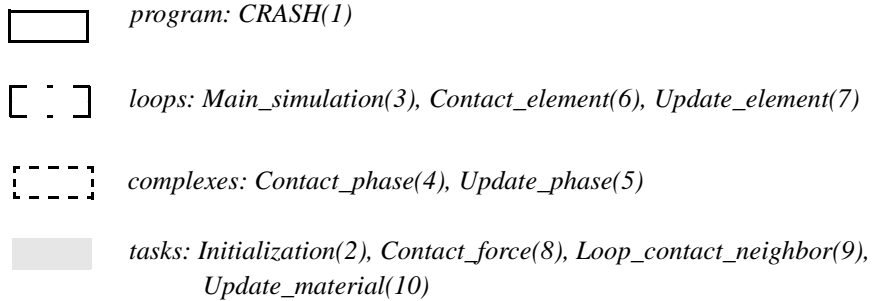 program: CRASH(1)
loops: Main_simulation(3), Contact_element(6), Update_element(7)
complexes: Contact_phase(4), Update_phase(5)
tasks: Initialization(2), Contact_force(8), Loop_contact_neighbor(9),
Update_material(10)